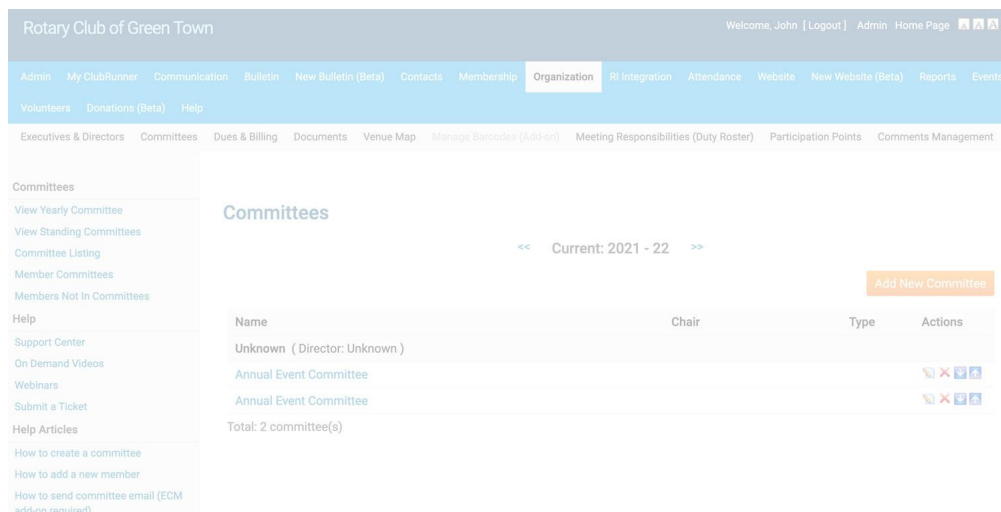 Rotary Club of Green Town
Welcome, John [ Logout ] Admin Home Page A A A
Admin My ClubRunner Communication Bulletin New Bulletin (Beta) Contacts Membership Organization RI Integration Attendance Website New Website (Beta) Reports Events
Volunteers Donations (Beta) Help
Executives & Directors Committees Dues & Billing Documents Venue Map Manage Barcodes (Add-on) Meeting Responsibilities (Duty Roster) Participation Points Comments Management
Committees
View Yearly Committee
View Standing Committees
Committee Listing
Member Committees
Members Not In Committees
Help
Support Center
On Demand Videos
Webinars
Submit a Ticket
Help Articles
How to create a committee
How to add a new member
How to send committee email (ECM
add-on required)
Committees
<< Current: 2021 - 22 >>
Add New Committee
Name Chair Type Actions
Unknown ( Director: Unknown )
Annual Event Committee
Annual Event Committee
Total: 2 committee(s)